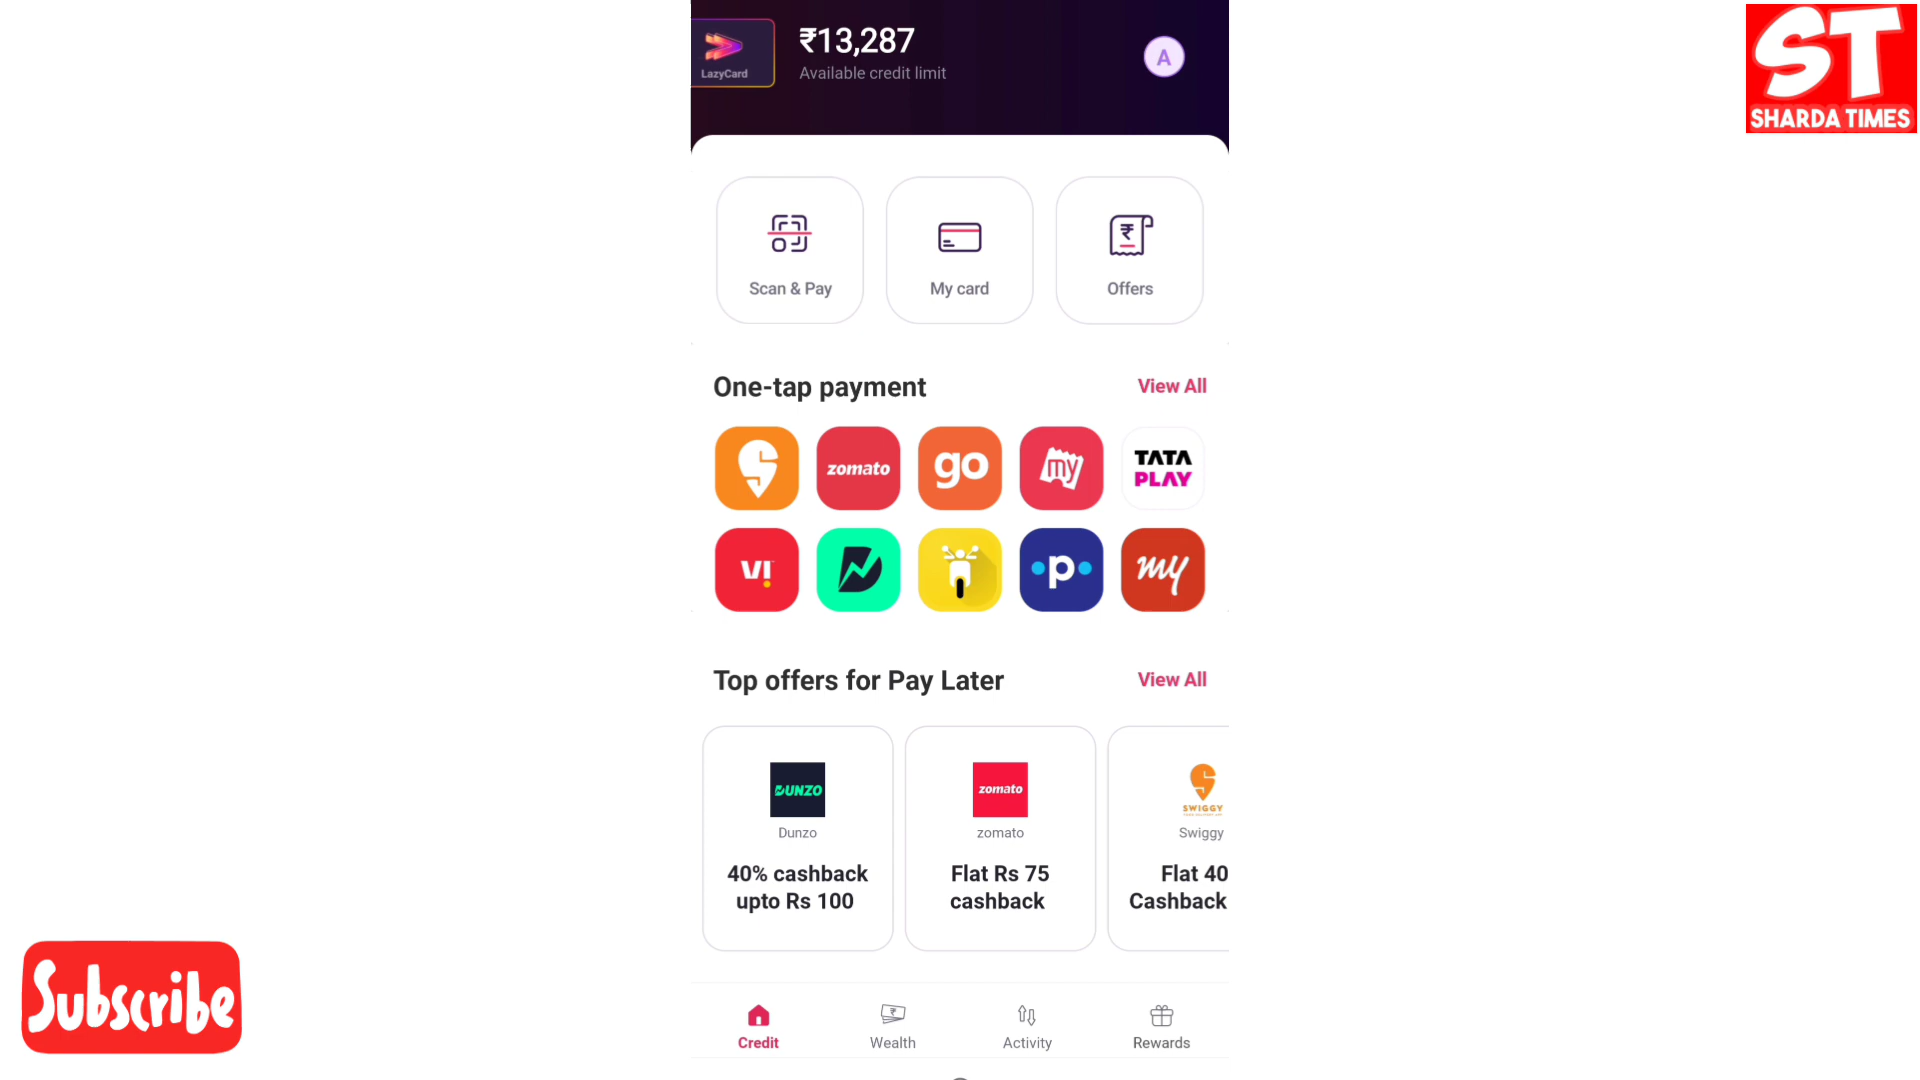 ₹13,287
LazyCard
Available credit limit
A
ST
SHARDA TIMES
Scan & Pay
My card
Offers
One-tap payment
View All
zomato
go
my
TATA
PLAY
VI
p
my
Top offers for Pay Later
View All
DUNZO
zomato
SWIGGY
Dunzo
zomato
Swiggy
40% cashback
upto Rs 100
Flat Rs 75
cashback
Flat 40
Cashback
Subscribe
Credit
Wealth
Activity
Rewards